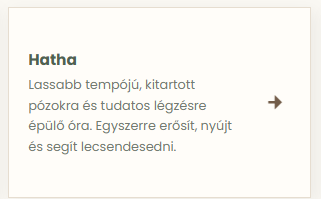 Hatha
Lassabb tempójú, kitartott
pózokra és tudatos légzésre
épülő óra. Egyszerre erősít, nyújt
és segít lecsendesedni.